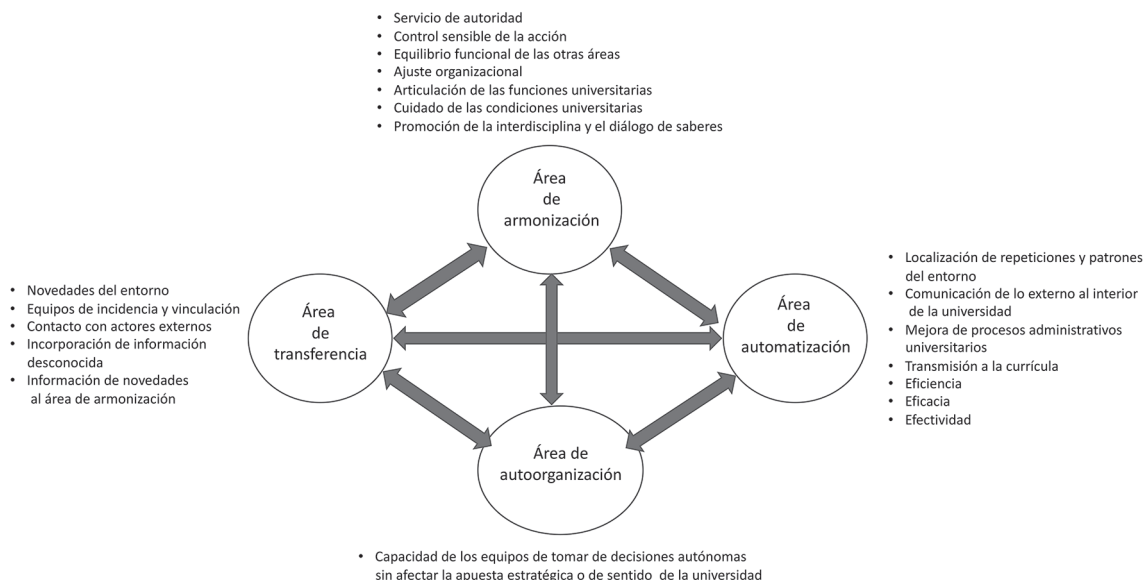 • Servicio de autoridad
• Control sensible de la acción
• Equilibrio funcional de las otras áreas
• Ajuste organizacional
• Articulación de las funciones universitarias
• Cuidado de las condiciones universitarias
• Promoción de la interdisciplina y el diálogo de saberes
Área
de
armonización
• Novedades del entorno
• Equipos de incidencia y vinculación
• Contacto con actores externos
• Incorporación de información
desconocida
• Información de novedades
al área de armonización
Área
de
transferencia
Área
de
automatización
• Localización de repeticiones y patrones
del entorno
• Comunicación de lo externo al interior
de la universidad
• Mejora de procesos administrativos
universitarios
• Transmisión a la currícula
• Eficiencia
• Eficacia
• Efectividad
Área de
autoorganización
• Capacidad de los equipos de tomar de decisiones autónomas
sin afectar la apuesta estratégica o de sentido de la universidad